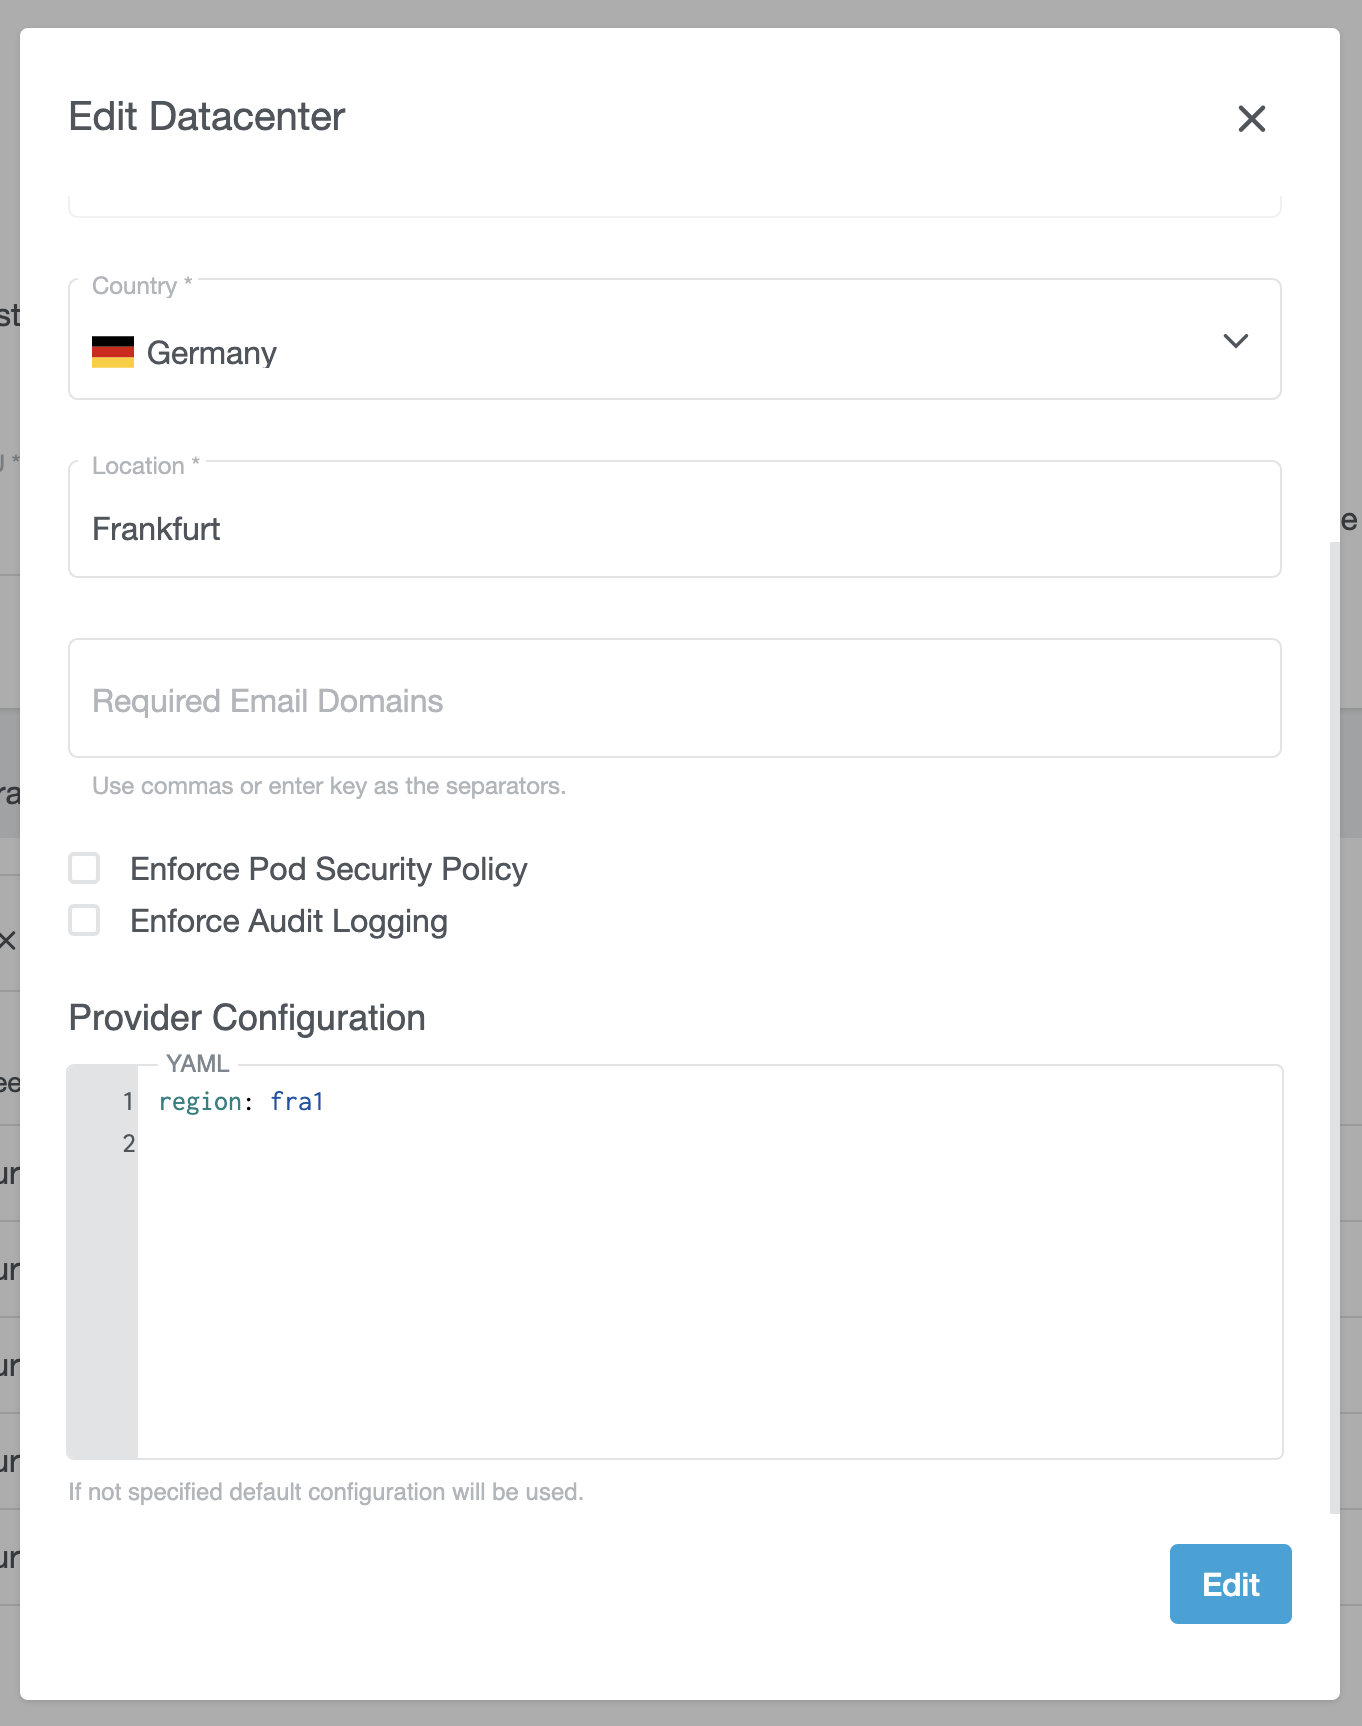 Edit Datacenter
Country *
Germany
Location *
Frankfurt
Required Email Domains
Use commas or enter key as the separators.
Enforce Pod Security Policy
Enforce Audit Logging
Provider Configuration
YAML
1 region: fra1
2
If not specified default configuration will be used.
Edit